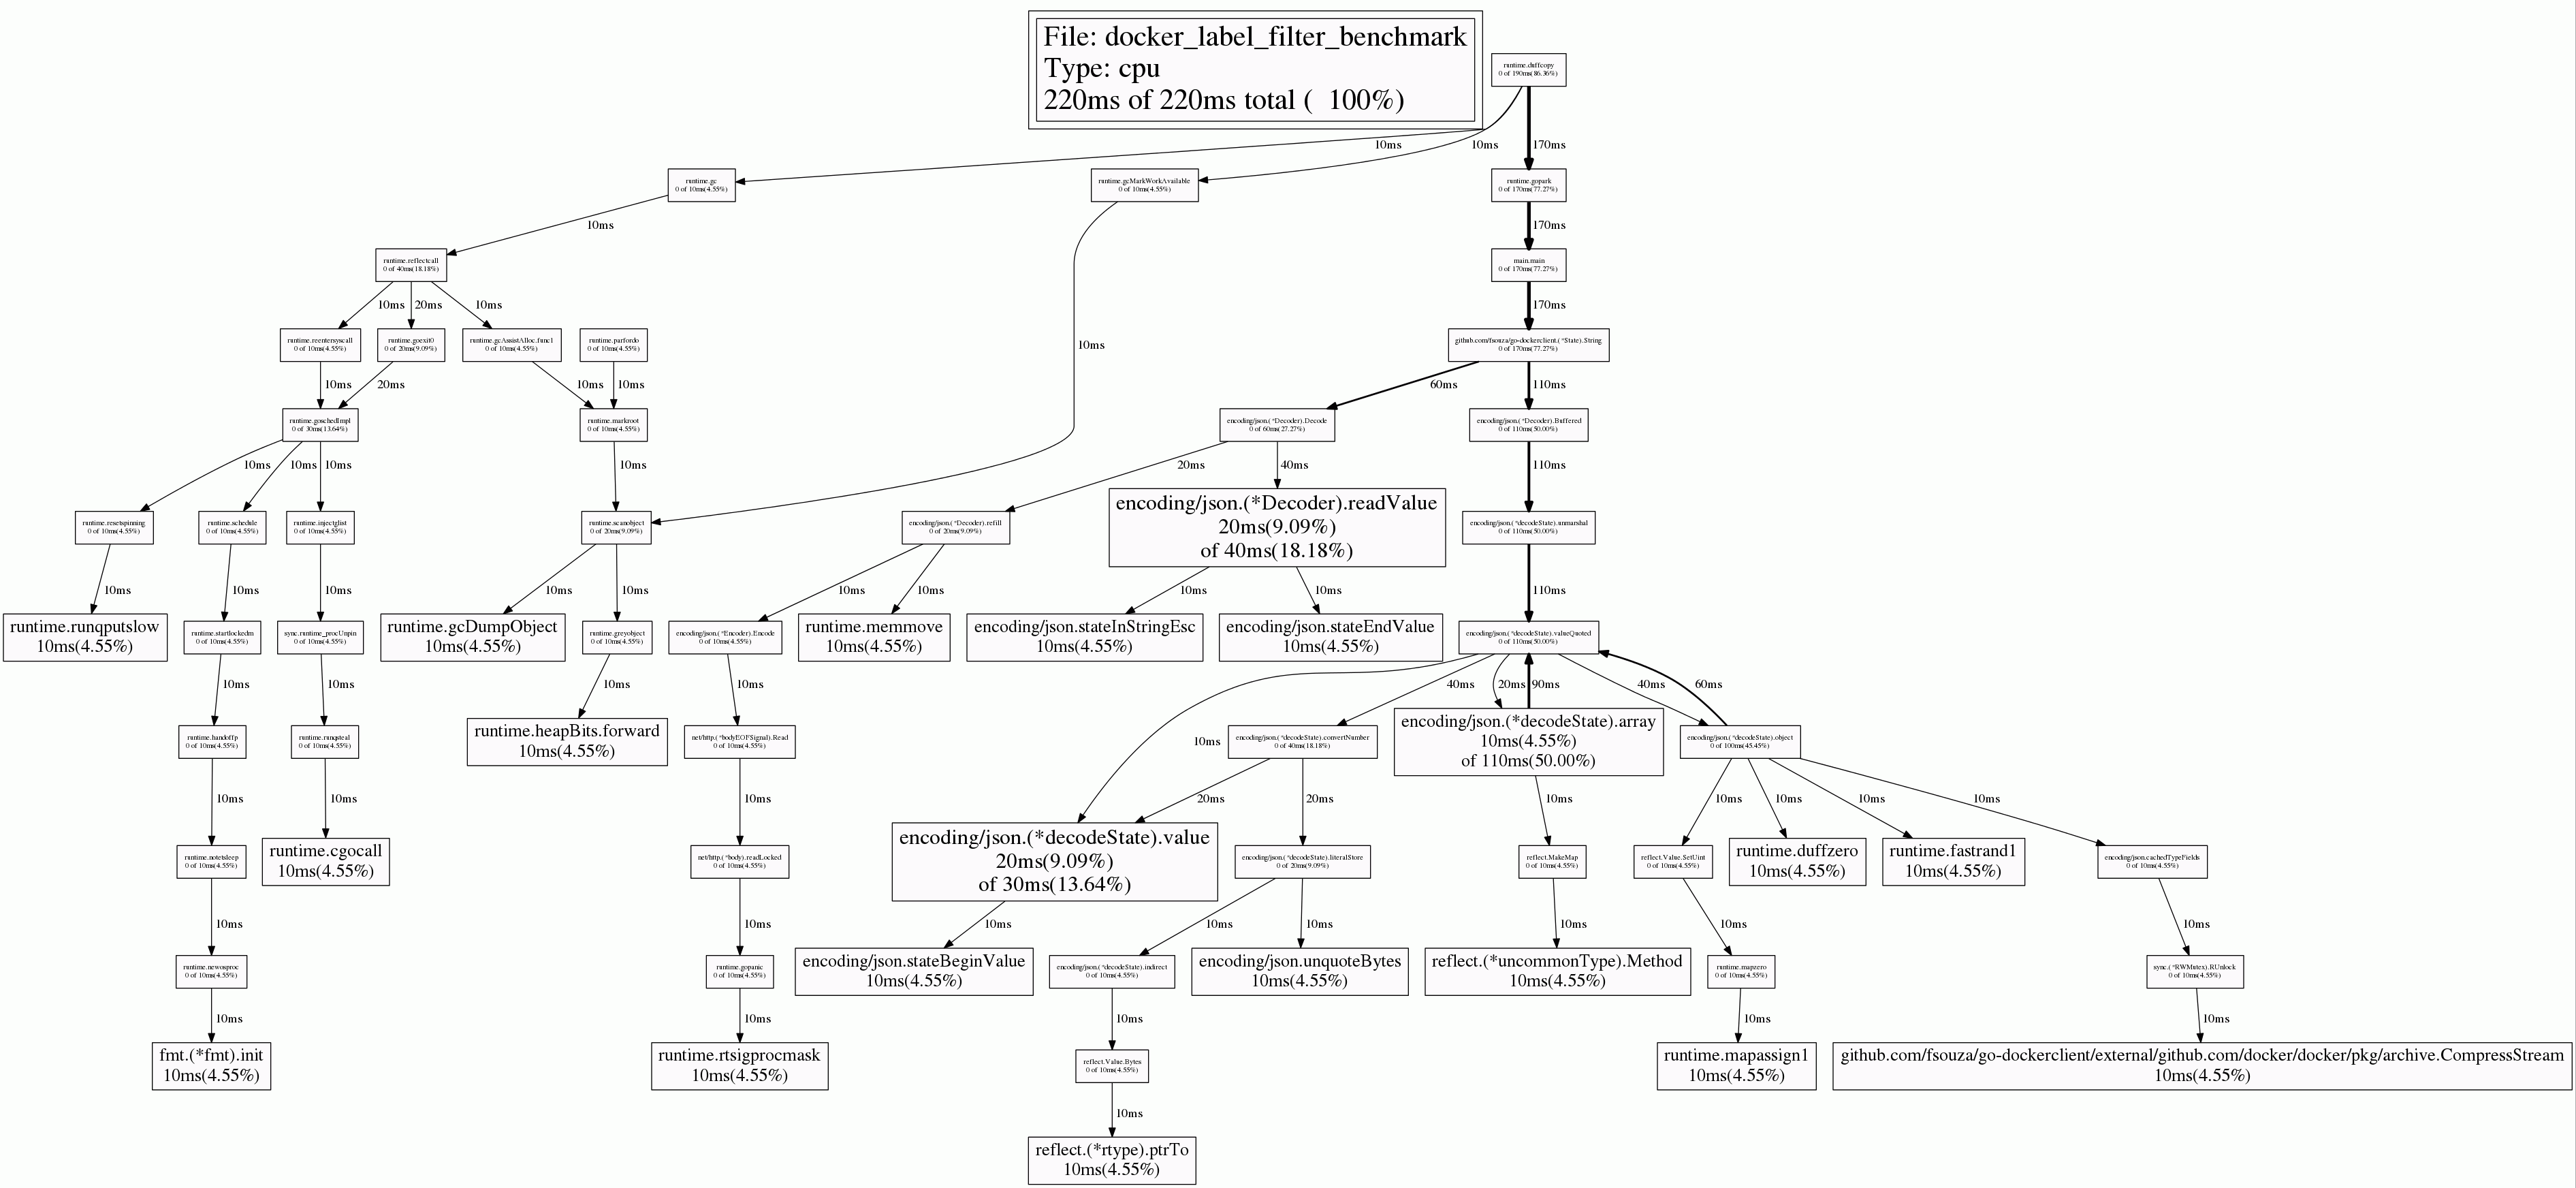 File: docker_label_filter_benchmark
Type: cpu
220ms of 220ms total ( 100%)
runtime.duffcopy
0 of 190ms(86.36%)
10ms
10ms
170ms
runtime.gc
0 of 10ms(4.55%)
runtime.gcMarkWorkAvailable
0 of 10ms(4.55%)
runtime.gopark
0 of 170ms(77.27%)
10ms
170ms
runtime.reflectcall
0 of 40ms(18.18%)
main.main
0 of 170ms(77.27%)
10ms
20ms
10ms
170ms
runtime.reentersyscall
0 of 10ms(4.55%)
runtime.goexit0
0 of 20ms(9.09%)
runtime.gcAssistAlloc.func1
0 of 10ms(4.55%)
runtime.parfordo
0 of 10ms(4.55%)
10ms
github.com/fsouza/go-dockerclient.(*State).String
0 of 170ms(77.27%)
10ms
20ms
10ms
10ms
60ms
110ms
runtime.goschedImpl
0 of 30ms(13.64%)
runtime.markroot
0 of 10ms(4.55%)
encoding/json.(*Decoder).Decode
0 of 60ms(27.27%)
encoding/json.(*Decoder).Buffered
0 of 110ms(50.00%)
10ms
10ms
10ms
10ms
20ms
40ms
110ms
runtime.resetspinning
0 of 10ms(4.55%)
runtime.schedule
0 of 10ms(4.55%)
runtime.injectglist
0 of 10ms(4.55%)
runtime.scanobject
0 of 20ms(9.09%)
encoding/json.(*Decoder).refill
0 of 20ms(9.09%)
encoding/json.(*Decoder).readValue
20ms(9.09%)
of 40ms(18.18%)
encoding/json.(*decodeState).unmarshal
0 of 110ms(50.00%)
10ms
10ms
10ms
10ms
10ms
10ms
10ms
10ms
10ms
110ms
runtime.runqputslow
10ms(4.55%)
runtime.startlockedm
0 of 10ms(4.55%)
sync.runtime_procUnpin
0 of 10ms(4.55%)
runtime.gcDumpObject
10ms(4.55%)
runtime.greyobject
0 of 10ms(4.55%)
encoding/json.(*Encoder).Encode
0 of 10ms(4.55%)
runtime.memmove
10ms(4.55%)
encoding/json.stateInStringEsc
10ms(4.55%)
encoding/json.stateEndValue
10ms(4.55%)
encoding/json.(*decodeState).valueQuoted
0 of 110ms(50.00%)
10ms
10ms
10ms
10ms
40ms
20ms
90ms
40ms
60ms
runtime.handoffp
0 of 10ms(4.55%)
runtime.runqsteal
0 of 10ms(4.55%)
runtime.heapBits.forward
10ms(4.55%)
net/http.(*bodyEOFSignal).Read
0 of 10ms(4.55%)
10ms
encoding/json.(*decodeState).convertNumber
0 of 40ms(18.18%)
encoding/json.(*decodeState).array
10ms(4.55%)
of 110ms(50.00%)
encoding/json.(*decodeState).object
0 of 100ms(45.45%)
10ms
10ms
10ms
20ms
20ms
10ms
10ms
10ms
10ms
10ms
runtime.notetsleep
0 of 10ms(4.55%)
runtime.cgocall
10ms(4.55%)
net/http.(*body).readLocked
0 of 10ms(4.55%)
encoding/json.(*decodeState).value
20ms(9.09%)
of 30ms(13.64%)
encoding/json.(*decodeState).literalStore
0 of 20ms(9.09%)
reflect.MakeMap
0 of 10ms(4.55%)
reflect.Value.SetUint
0 of 10ms(4.55%)
runtime.duffzero
10ms(4.55%)
runtime.fastrand1
10ms(4.55%)
encoding/json.cachedTypeFields
0 of 10ms(4.55%)
10ms
10ms
10ms
10ms
10ms
10ms
10ms
10ms
runtime.newosproc
0 of 10ms(4.55%)
runtime.gopanic
0 of 10ms(4.55%)
encoding/json.stateBeginValue
10ms(4.55%)
encoding/json.(*decodeState).indirect
0 of 10ms(4.55%)
encoding/json.unquoteBytes
10ms(4.55%)
reflect.(*uncommonType).Method
10ms(4.55%)
runtime.mapzero
0 of 10ms(4.55%)
sync.(*RWMutex).RUnlock
0 of 10ms(4.55%)
10ms
10ms
10ms
10ms
10ms
fmt.(*fmt).init
10ms(4.55%)
runtime.rtsigprocmask
10ms(4.55%)
reflect.Value.Bytes
0 of 10ms(4.55%)
runtime.mapassign1
10ms(4.55%)
github.com/fsouza/go-dockerclient/external/github.com/docker/docker/pkg/archive.CompressStream
10ms(4.55%)
10ms
reflect.(*rtype).ptrTo
10ms(4.55%)